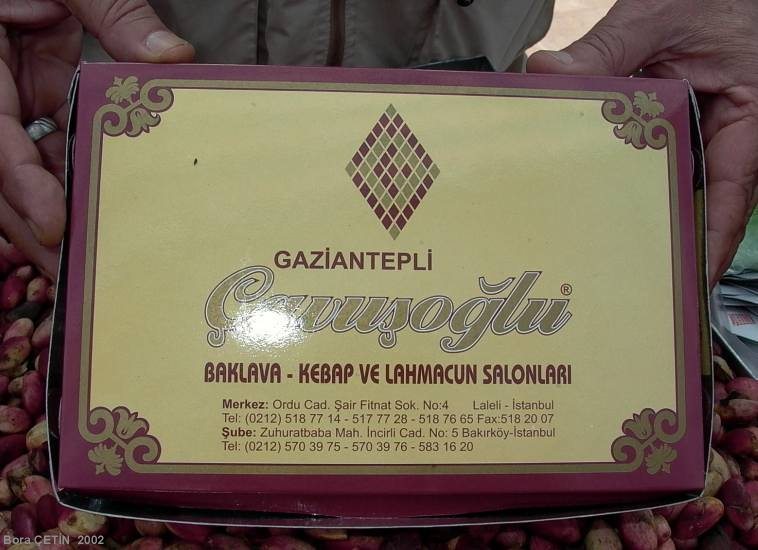 GAZİANTEPLİ
Çavuşoğlu ®
BAKLAVA - KEBAP VE LAHMACUN SALONLARI
Merkez: Ordu Cad. Şair Fitnat Sok. No:4 Laleli - İstanbul
Tel: (0212) 518 77 14 - 517 77 28 - 518 76 65 Fax:518 20 07
Şube: Zuhuratbaba Mah. İncirli Cad. No: 5 Bakırköy-İstanbul
Tel: (0212) 570 39 75 - 570 39 76 - 583 16 20
Bora ÇETİN 2002